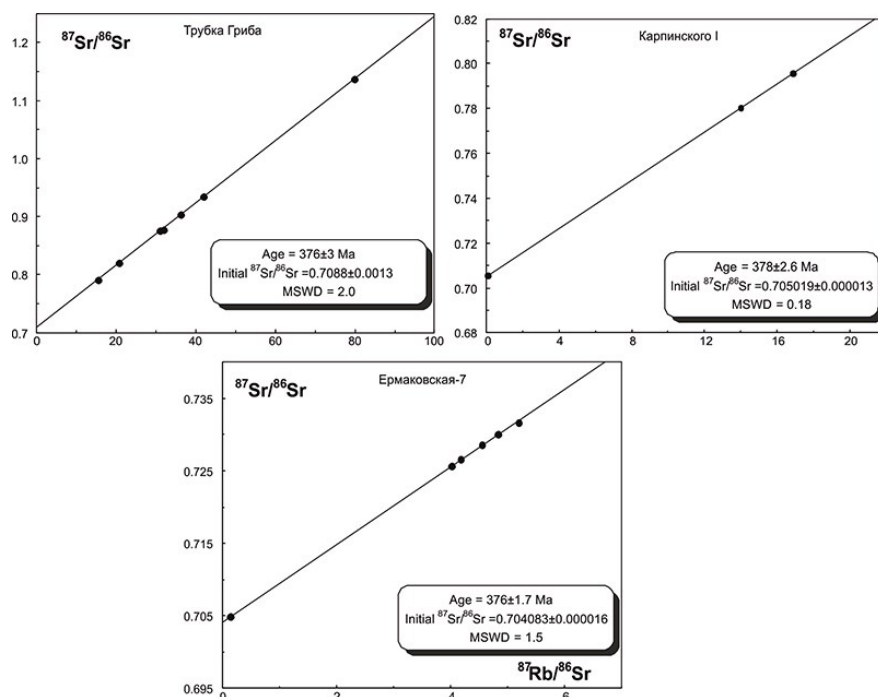 Трубка Гриба
⁸⁷Sr/⁸⁶Sr
1.2
1.1
1.0
0.9
0.8
0.7
Age = 376±3 Ma
Initial ⁸⁷Sr/⁸⁶Sr =0.7088±0.0013
MSWD = 2.0
0 20 40 60 80 100
0.82
⁸⁷Sr/⁸⁶Sr
Карпинского I
0.80
0.78
0.76
0.74
0.72
0.70
0.68
Age = 378±2.6 Ma
Initial ⁸⁷Sr/⁸⁶Sr =0.705019±0.000013
MSWD = 0.18
0 4 8 12 16 20
⁸⁷Sr/⁸⁶Sr
Ермаковская-7
0.735
0.725
0.715
0.705
0.695
Age = 376±1.7 Ma
Initial ⁸⁷Sr/⁸⁶Sr =0.704083±0.000016
MSWD = 1.5
⁸⁷Rb/⁸⁶Sr
0 2 4 6